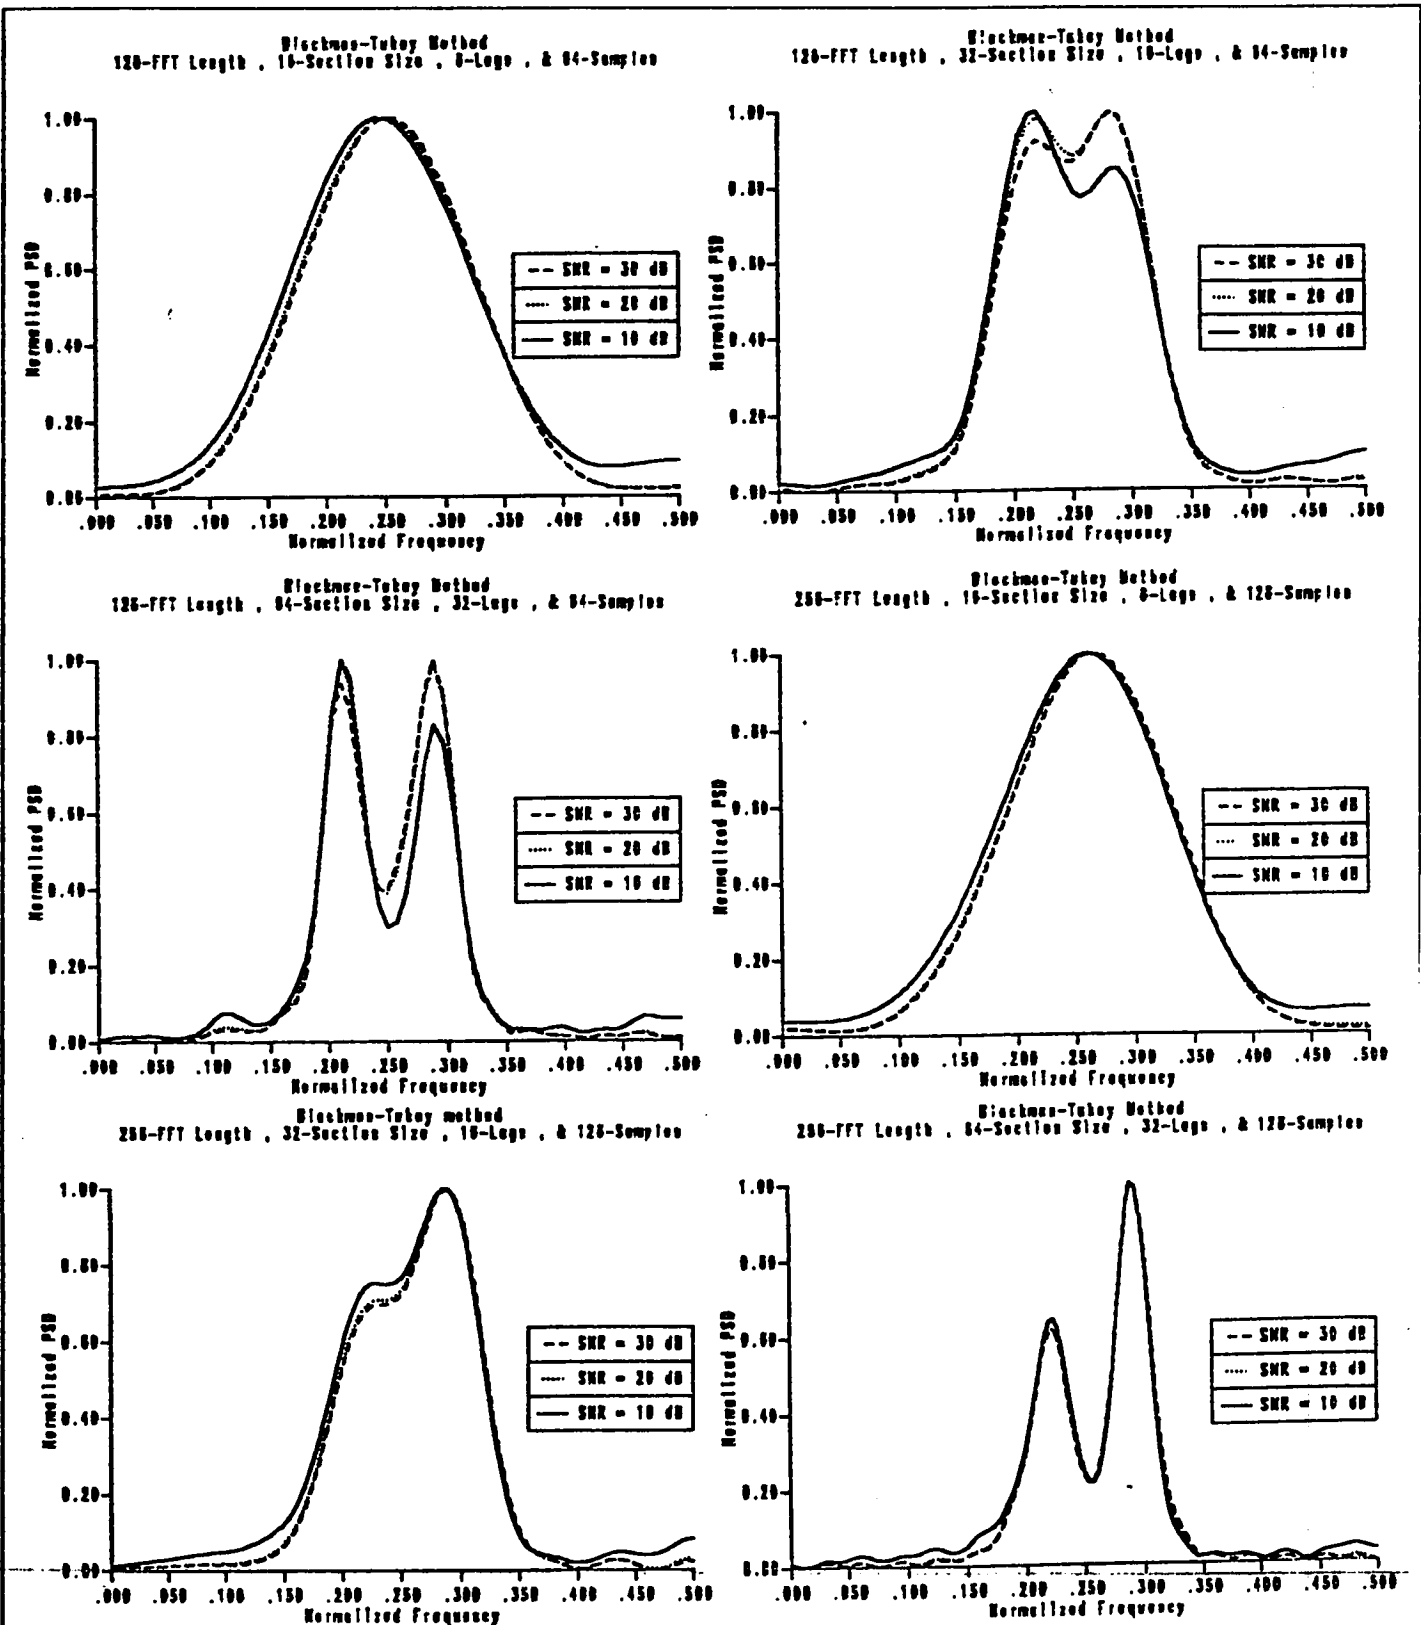 Blackman-Tukey Method
128-FFT Length , 16-Section Size , 8-Lags , & 64-Samples
1.00
0.80
0.60
0.40
0.20
0.00
Normalized PSD
SNR = 30 dB
SNR = 20 dB
SNR = 10 dB
.000 .050 .100 .150 .200 .250 .300 .350 .400 .450 .500
Normalized Frequency
Blackman-Tukey Method
128-FFT Length , 32-Section Size , 16-Lags , & 64-Samples
1.00
0.80
0.60
0.40
0.20
0.00
Normalized PSD
SNR = 30 dB
SNR = 20 dB
SNR = 10 dB
.000 .050 .100 .150 .200 .250 .300 .350 .400 .450 .500
Normalized Frequency
Blackman-Tukey Method
128-FFT Length , 64-Section Size , 32-Lags , & 64-Samples
1.00
0.80
0.60
0.40
0.20
0.00
Normalized PSD
SNR = 30 dB
SNR = 20 dB
SNR = 10 dB
.000 .050 .100 .150 .200 .250 .300 .350 .400 .450 .500
Normalized Frequency
Blackman-Tukey Method
256-FFT Length , 16-Section Size , 8-Lags , & 128-Samples
1.00
0.80
0.60
0.40
0.20
0.00
Normalized PSD
SNR = 30 dB
SNR = 20 dB
SNR = 10 dB
.000 .050 .100 .150 .200 .250 .300 .350 .400 .450 .500
Normalized Frequency
Blackman-Tukey method
256-FFT Length , 32-Section Size , 16-Lags , & 128-Samples
1.00
0.80
0.60
0.40
0.20
0.00
Normalized PSD
SNR = 30 dB
SNR = 20 dB
SNR = 10 dB
.000 .050 .100 .150 .200 .250 .300 .350 .400 .450 .500
Normalized Frequency
Blackman-Tukey Method
256-FFT Length , 64-Section Size , 32-Lags , & 128-Samples
1.00
0.80
0.60
0.40
0.20
0.00
Normalized PSD
SNR = 30 dB
SNR = 20 dB
SNR = 10 dB
.000 .050 .100 .150 .200 .250 .300 .350 .400 .450 .500
Normalized Frequency